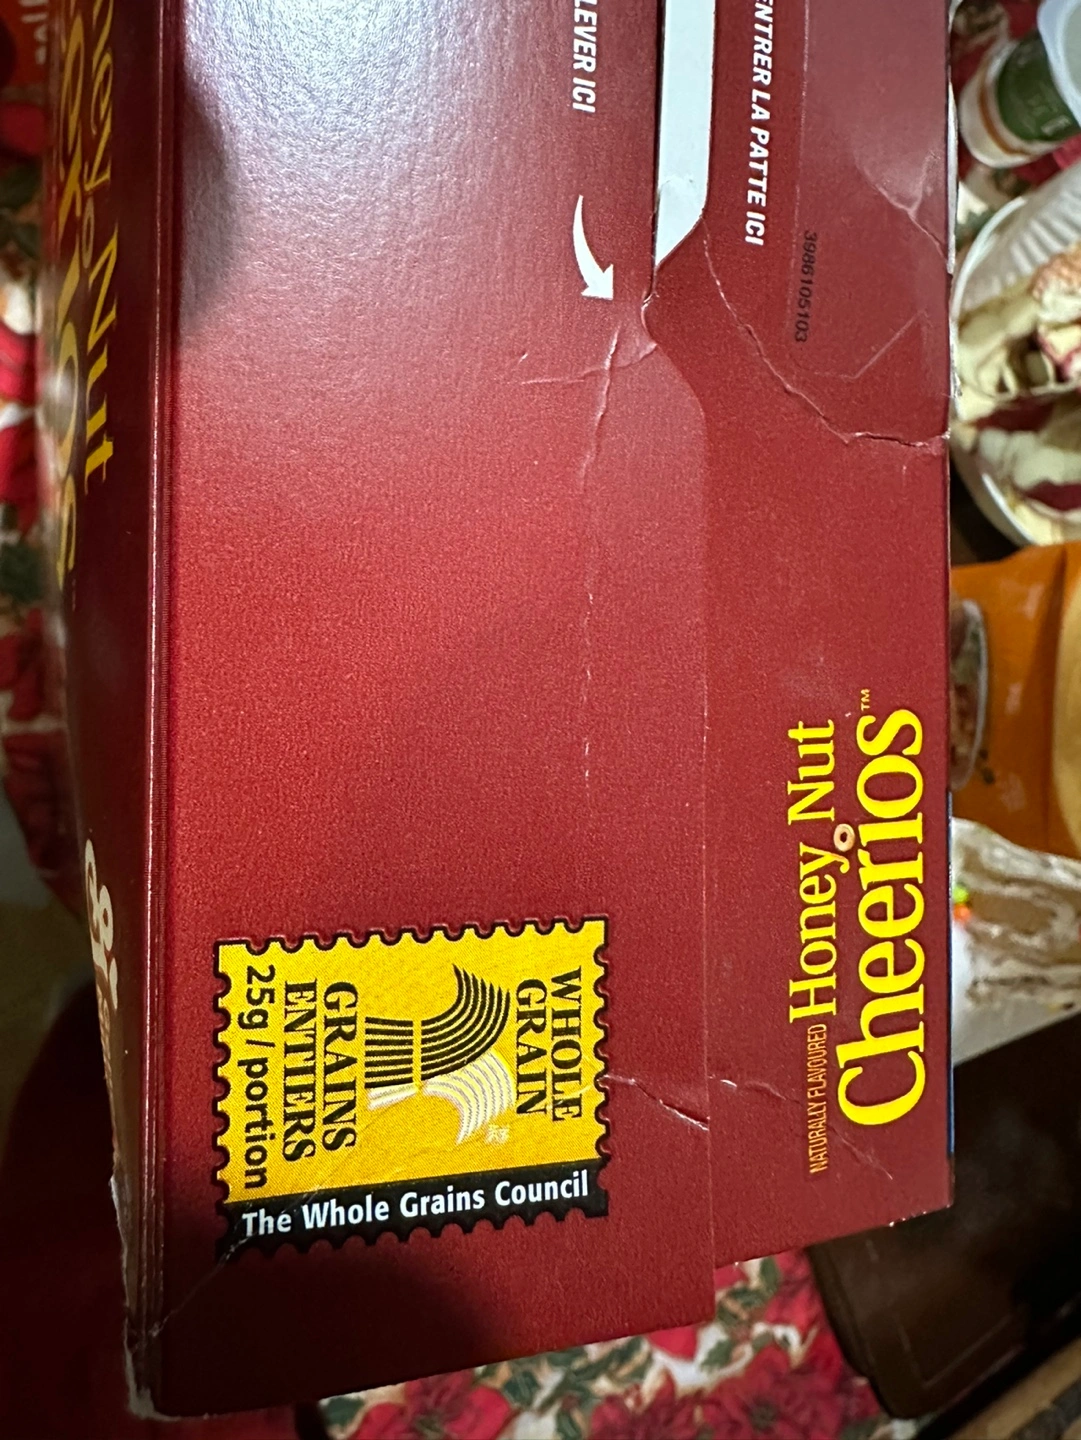 LEVER ICI
ENTRER LA PATTE ICI
3986105103
NATURALLY FLAVOURED
Honey Nut
Cheerios™
WHOLE
GRAIN
GRAINS
ENTIERS
25g / portion
The Whole Grains Council
Nut